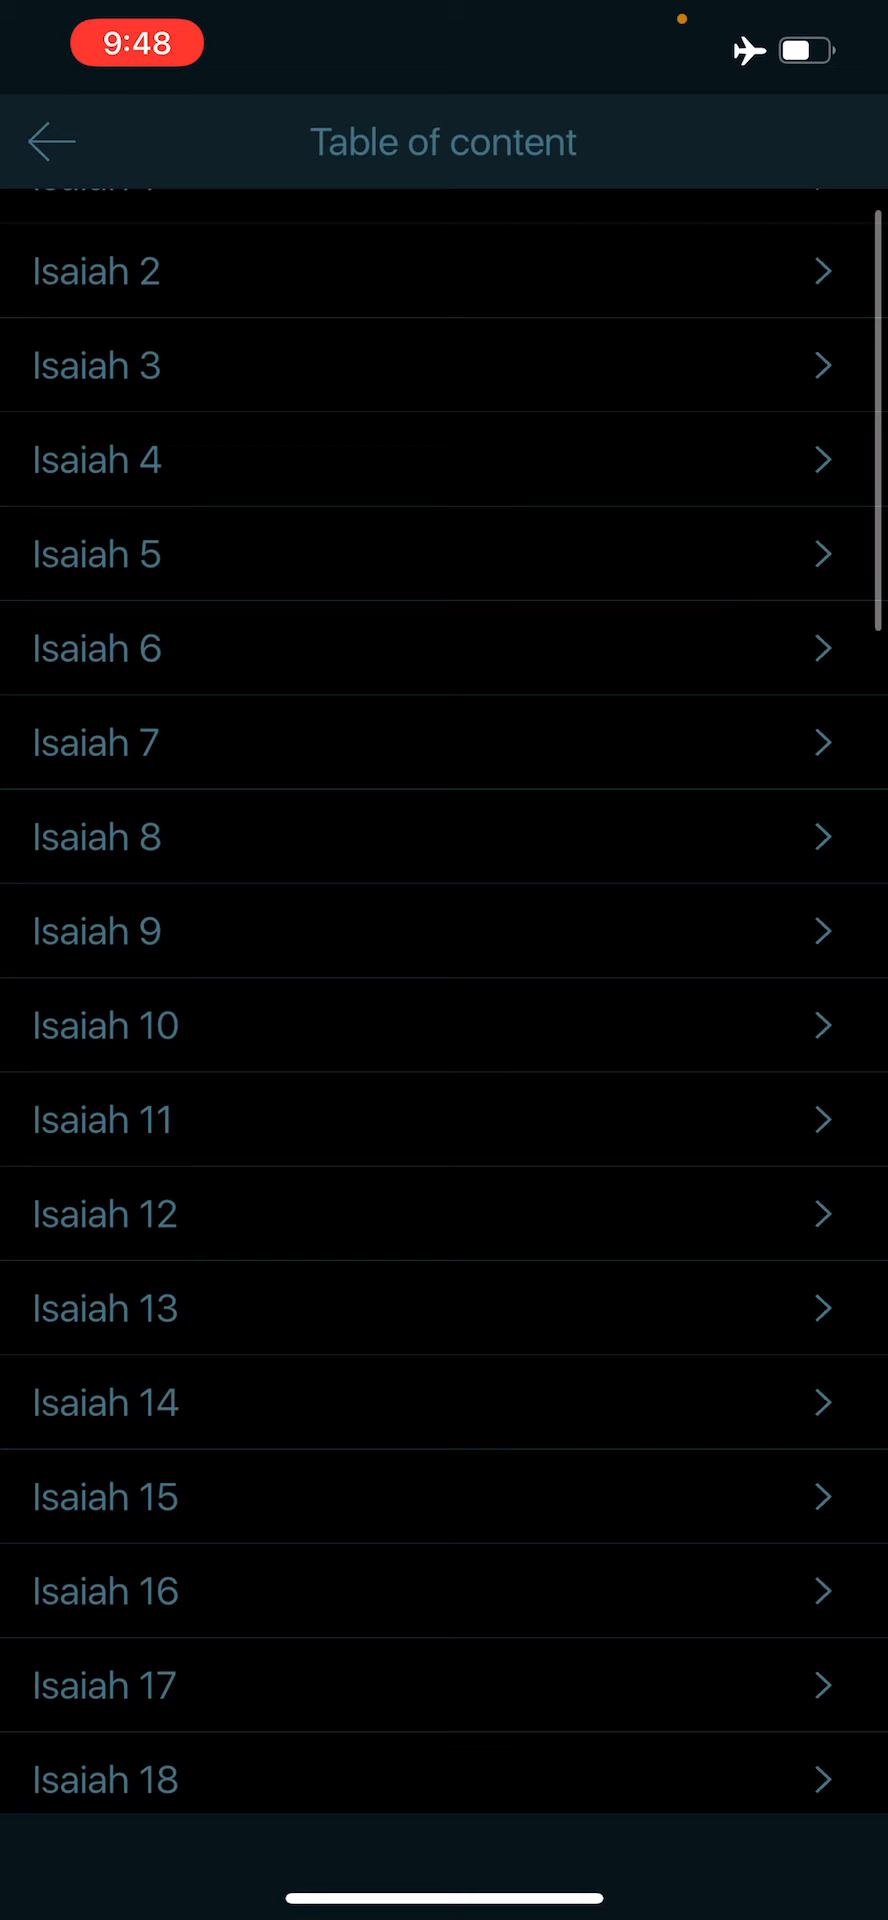 9:48
Table of content
Isaiah 2
Isaiah 3
Isaiah 4
Isaiah 5
Isaiah 6
Isaiah 7
Isaiah 8
Isaiah 9
Isaiah 10
Isaiah 11
Isaiah 12
Isaiah 13
Isaiah 14
Isaiah 15
Isaiah 16
Isaiah 17
Isaiah 18